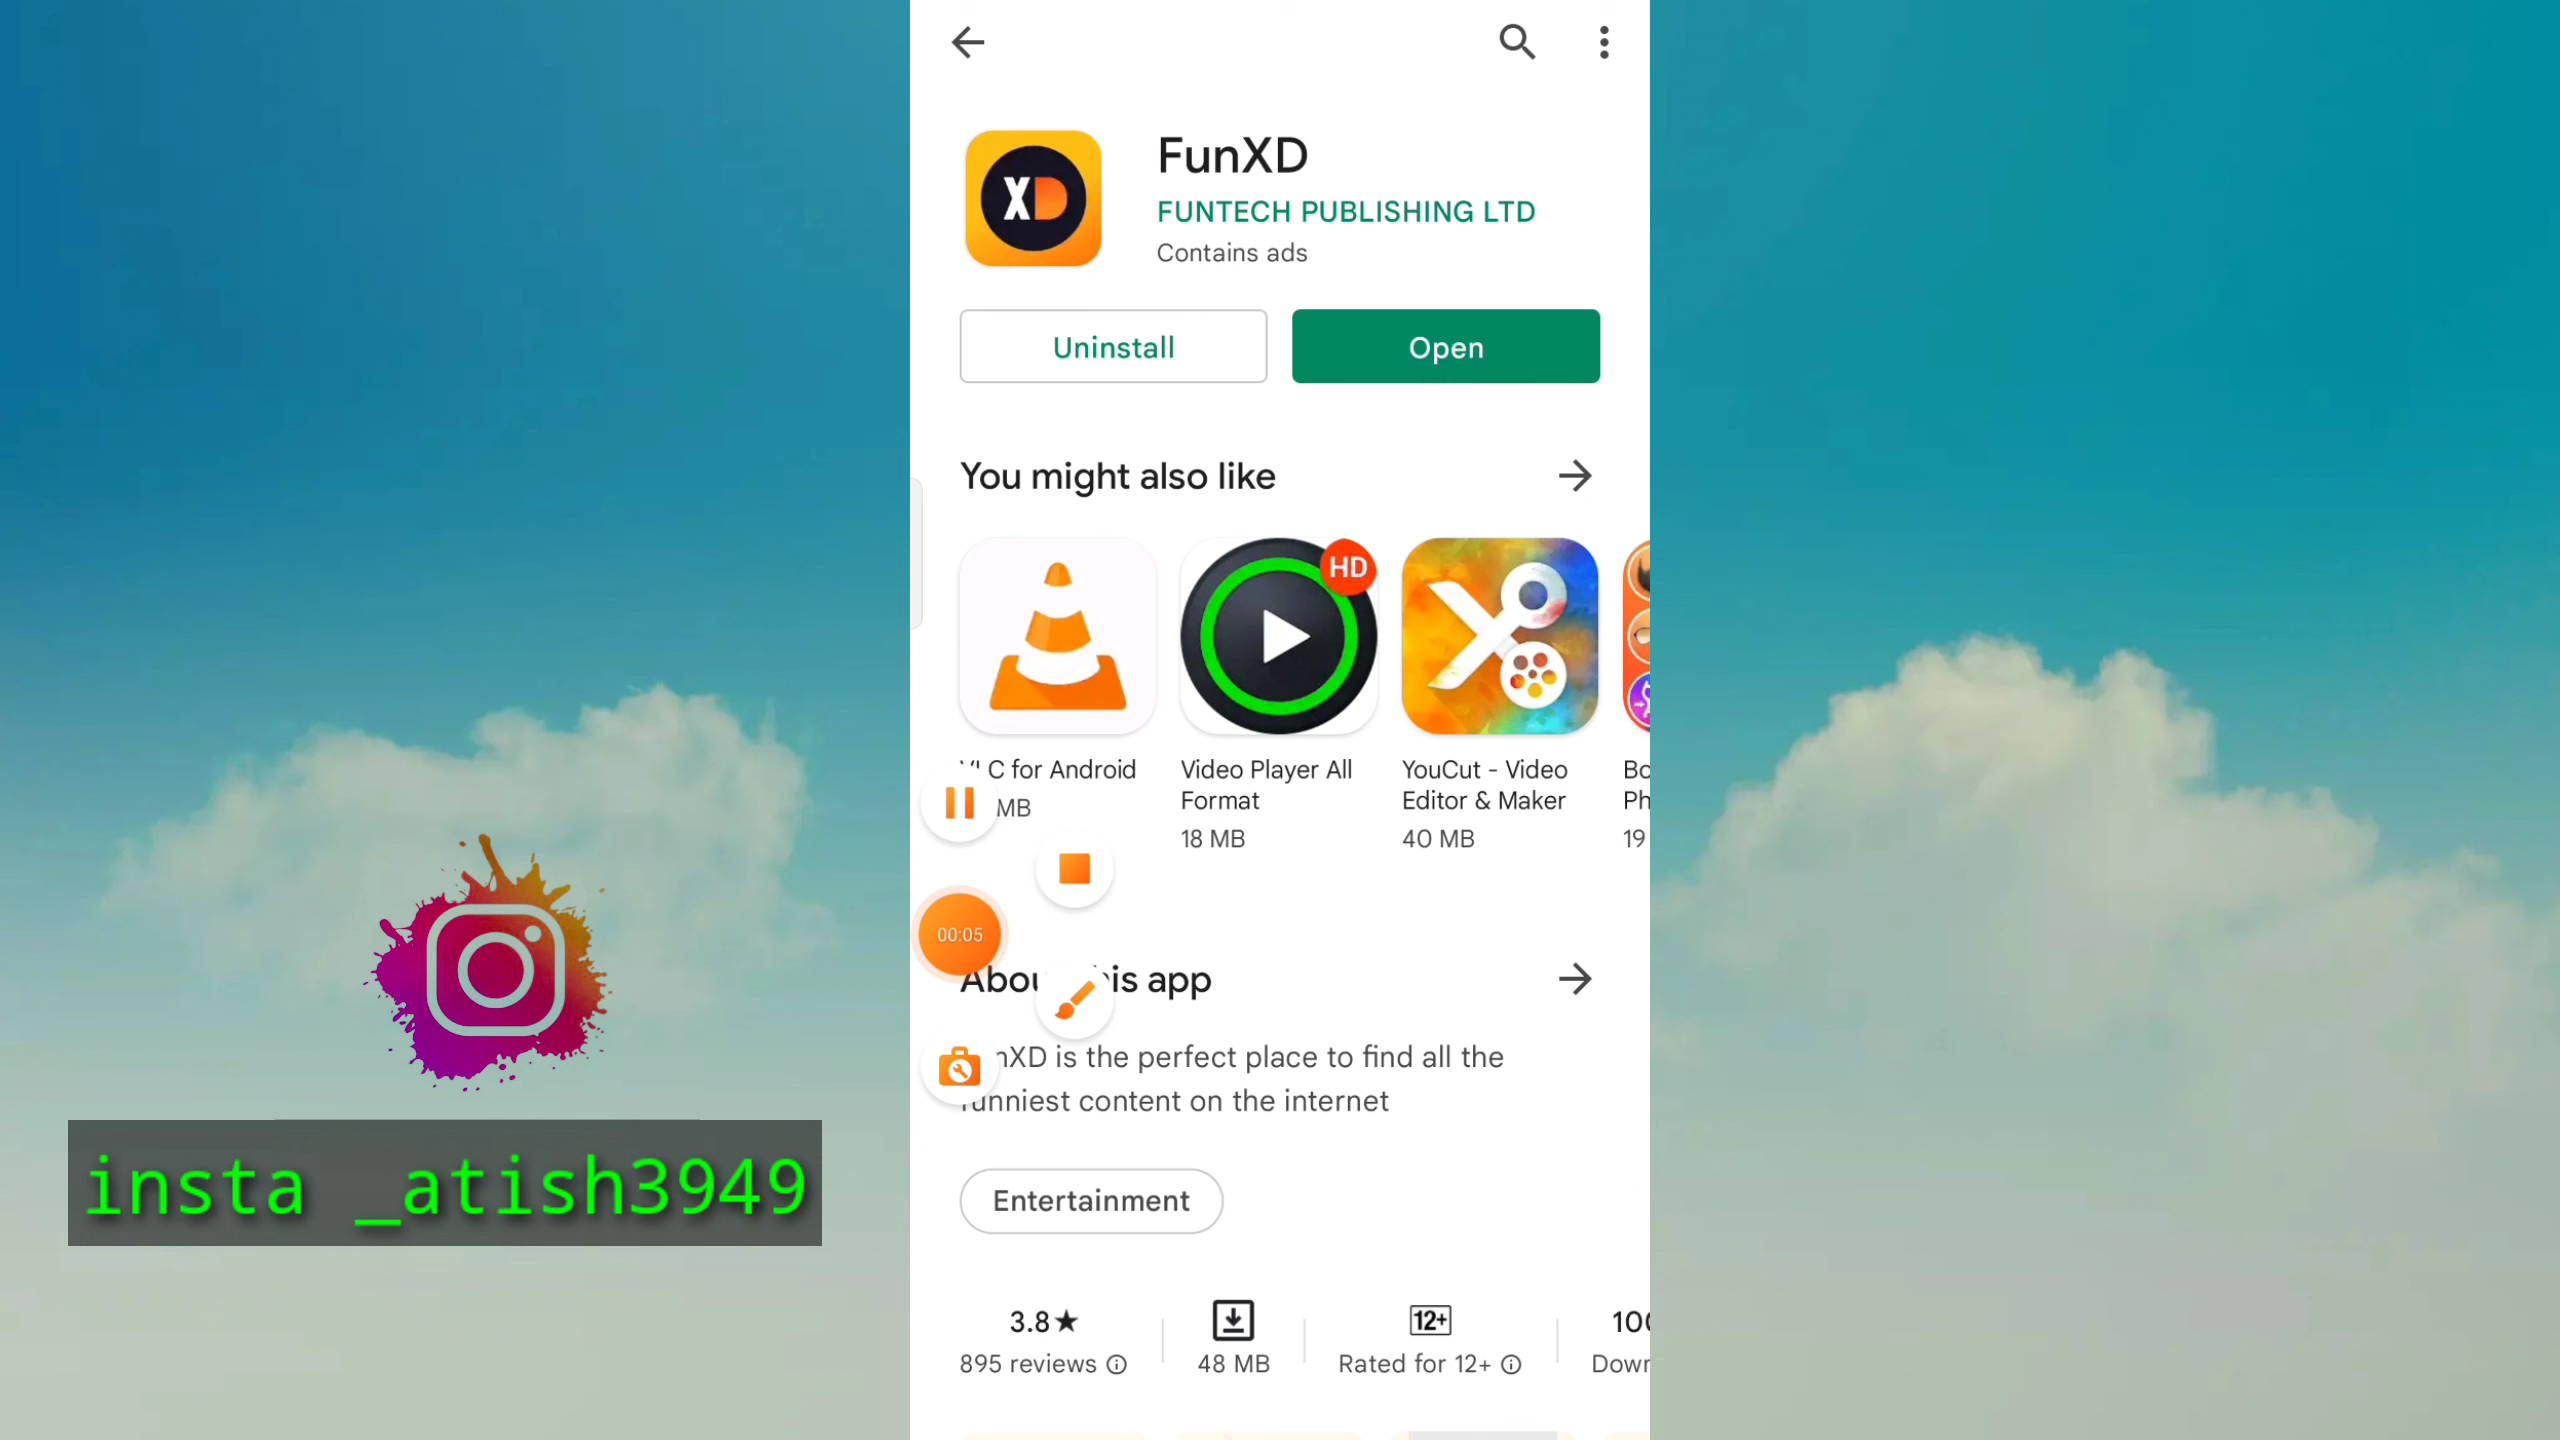 XD
FunXD
FUNTECH PUBLISHING LTD
Contains ads
Uninstall
Open
You might also like
HD
C for Android
MB
Video Player All
Format
18 MB
YouCut - Video
Editor & Maker
40 MB
19
00:05
is app
nXD is the perfect place to find all the
funniest content on the internet
Entertainment
3.8★
895 reviews
48 MB
12+
Rated for 12+
insta _atish3949